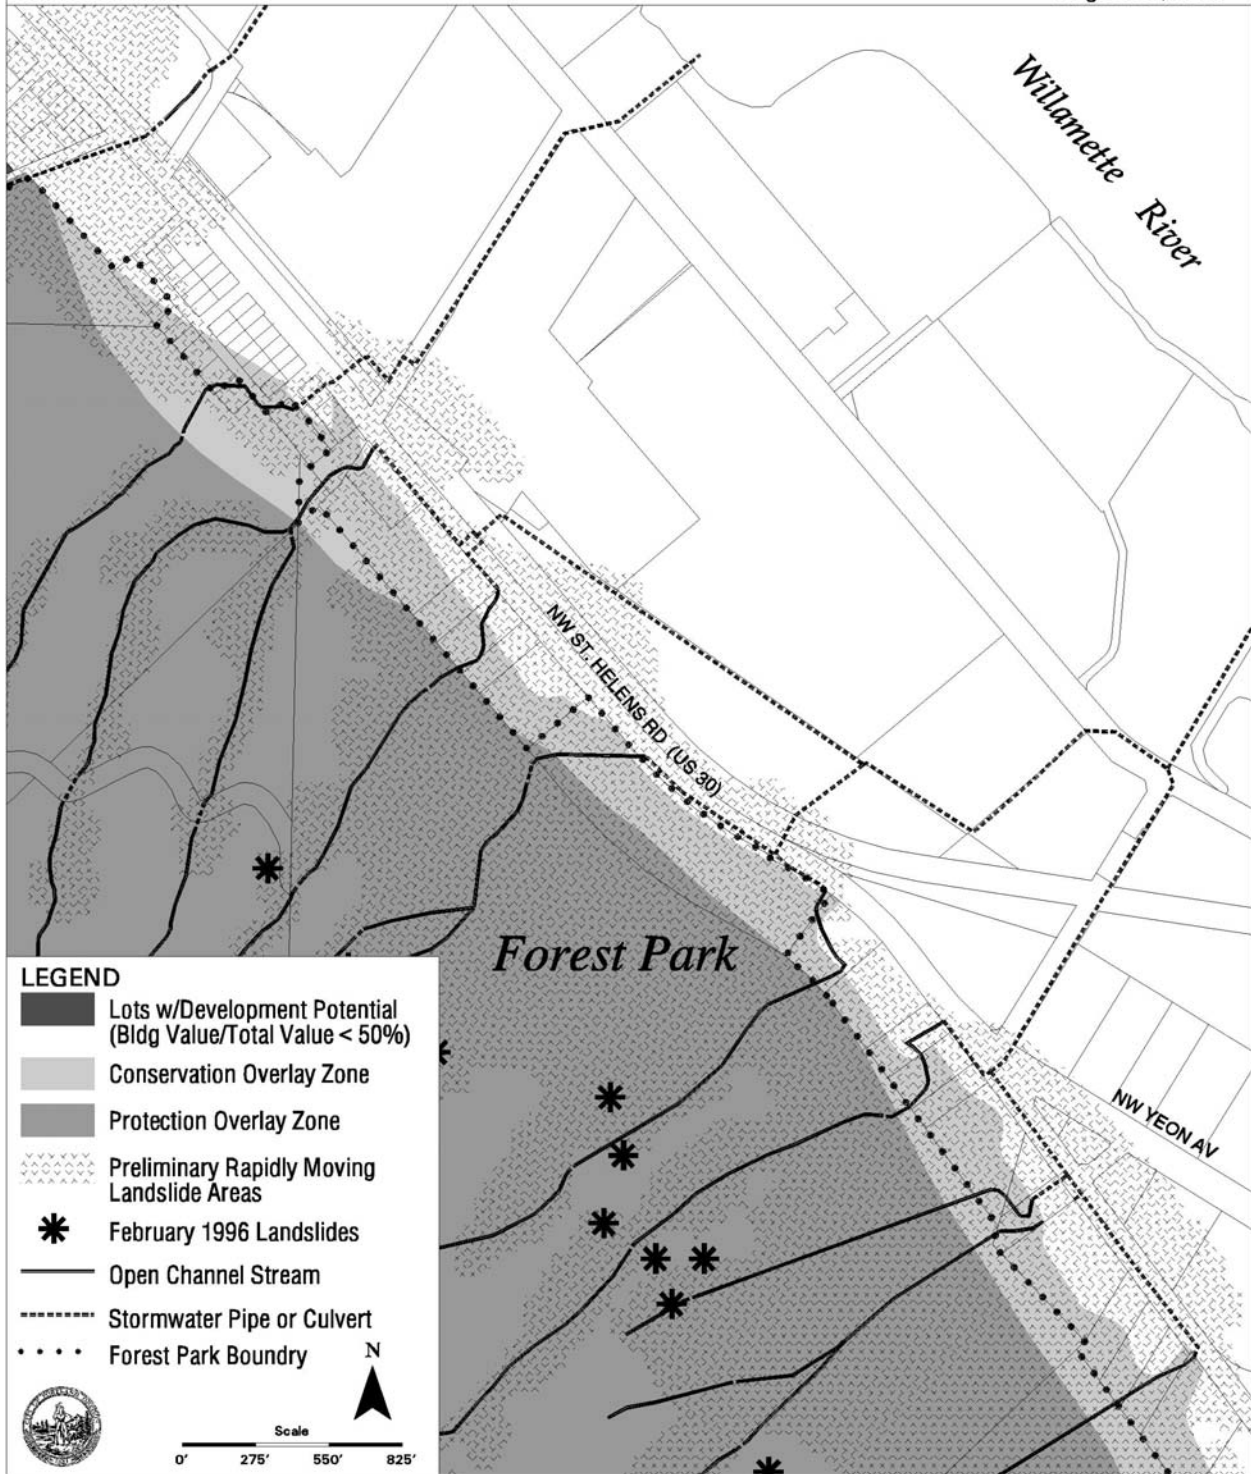 Willamette River
NW ST. HELENS RD (US 30)
Forest Park
NW YEON AV
LEGEND
Lots w/Development Potential
(Bldg Value/Total Value < 50%)
Conservation Overlay Zone
Protection Overlay Zone
Preliminary Rapidly Moving
Landslide Areas
February 1996 Landslides
Open Channel Stream
Stormwater Pipe or Culvert
Forest Park Boundry
N
Scale
0' 275' 550' 825'